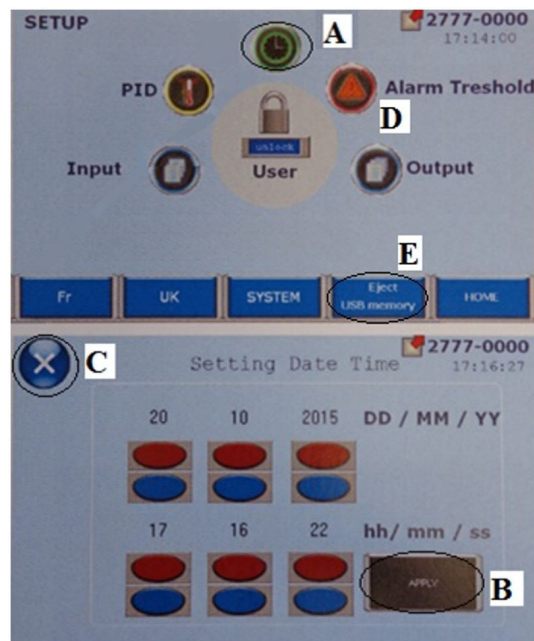 SETUP
A
2777-0000
17:14:00
PID
Alarm Treshold
D
unlock
Input
User
Output
E
Fr
UK
SYSTEM
Eject
USB memory
HOME
C
Setting Date Time
2777-0000
17:16:27
20 10 2015 DD / MM / YY
17 16 22 hh/ mm / ss
APPLY
B